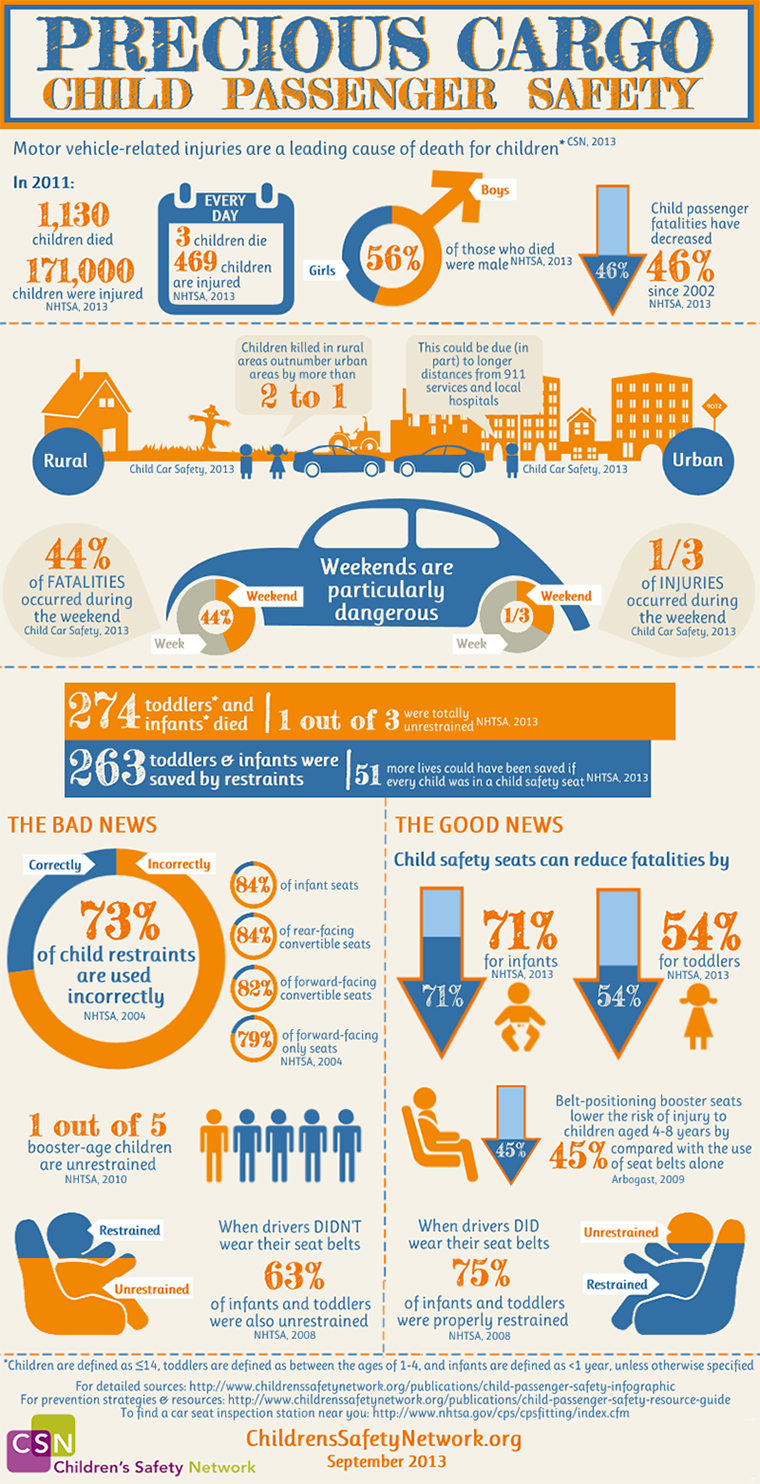 PRECIOUS CARGO
CHILD PASSENGER SAFETY
Motor vehicle-related injuries are a leading cause of death for children* CSN, 2013
In 2011:
1,130
children died
171,000
children were injured
NHTSA, 2013
EVERY
DAY
3 children die
469 children
are injured
NHTSA, 2013
Boys
Girls
56%
of those who died
were male NHTSA, 2013
46%
Child passenger
fatalities have
decreased
46%
since 2002
NHTSA, 2013
Children killed in rural
areas outnumber urban
areas by more than
2 to 1
This could be due (in
part) to longer
distances from 911
services and local
hospitals
Rural
Child Car Safety, 2013
Child Car Safety, 2013
Urban
44%
of FATALITIES
occurred during
the weekend
Child Car Safety, 2013
Weekends are
particularly
dangerous
Weekend
44%
Week
Weekend
1/3
Week
1/3
of INJURIES
occurred during
the weekend
Child Car Safety, 2013
274 toddlers* and
infants* died
1 out of 3 were totally
unrestrained NHTSA, 2013
263 toddlers & infants were
saved by restraints
51 more lives could have been saved if
every child was in a child safety seat NHTSA, 2013
THE BAD NEWS
Correctly
Incorrectly
73%
of child restraints
are used
incorrectly
NHTSA, 2004
84% of infant seats
84% of rear-facing
convertible seats
82% of forward-facing
convertible seats
79% of forward-facing
only seats
NHTSA, 2004
1 out of 5
booster-age children
are unrestrained
NHTSA, 2010
Restrained
Unrestrained
When drivers DIDN'T
wear their seat belts
63%
of infants and toddlers
were also unrestrained
NHTSA, 2008
THE GOOD NEWS
Child safety seats can reduce fatalities by
71%
71%
for infants
NHTSA, 2013
54%
54%
for toddlers
NHTSA, 2013
45%
Belt-positioning booster seats
lower the risk of injury to
children aged 4-8 years by
45% compared with the use
of seat belts alone
Arbogast, 2009
When drivers DID
wear their seat belts
75%
of infants and toddlers
were properly restrained
NHTSA, 2008
Unrestrained
Restrained
*Children are defined as ≤14, toddlers are defined as between the ages of 1-4, and infants are defined as <1 year, unless otherwise specified
For detailed sources: http://www.childrenssafetynetwork.org/publications/child-passenger-safety-infographic
For prevention strategies & resources: http://www.childrenssafetynetwork.org/publications/child-passenger-safety-resource-guide
To find a car seat inspection station near you: http://www.nhtsa.gov/cps/cpsfitting/index.cfm
CSN
Children's Safety Network
ChildrensSafetyNetwork.org
September 2013